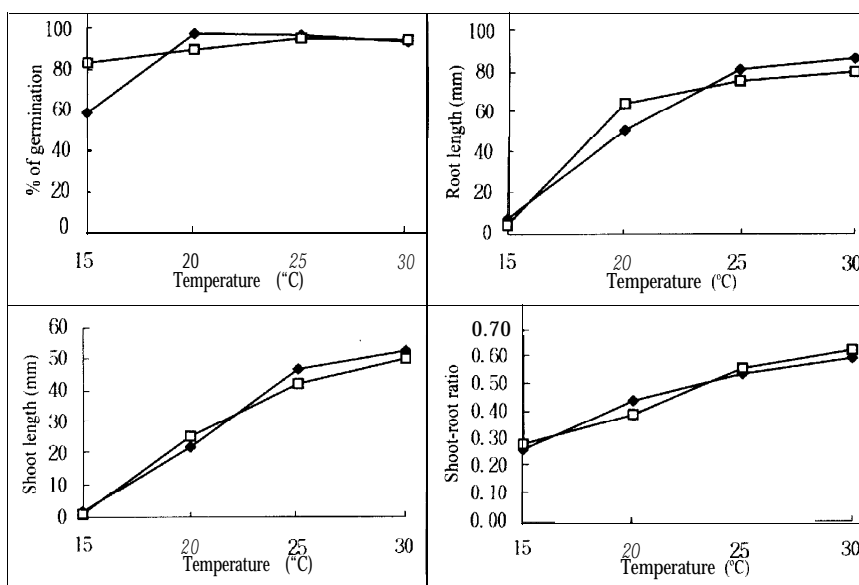 % of germination
100
80
60
40
20
0
15 20 25 30
Temperature (“C)
Root length (mm)
100
80
60
40
20
0
15 20 25 30
Temperature (ºC)
Shoot length (mm)
60
50
40
30
20
10
0
15 20 25 30
Temperature (“C)
Shoot-root ratio
0.70
0.60
0.50
0.40
0.30
0.20
0.10
0.00
15 20 25 30
Temperature (ºC)